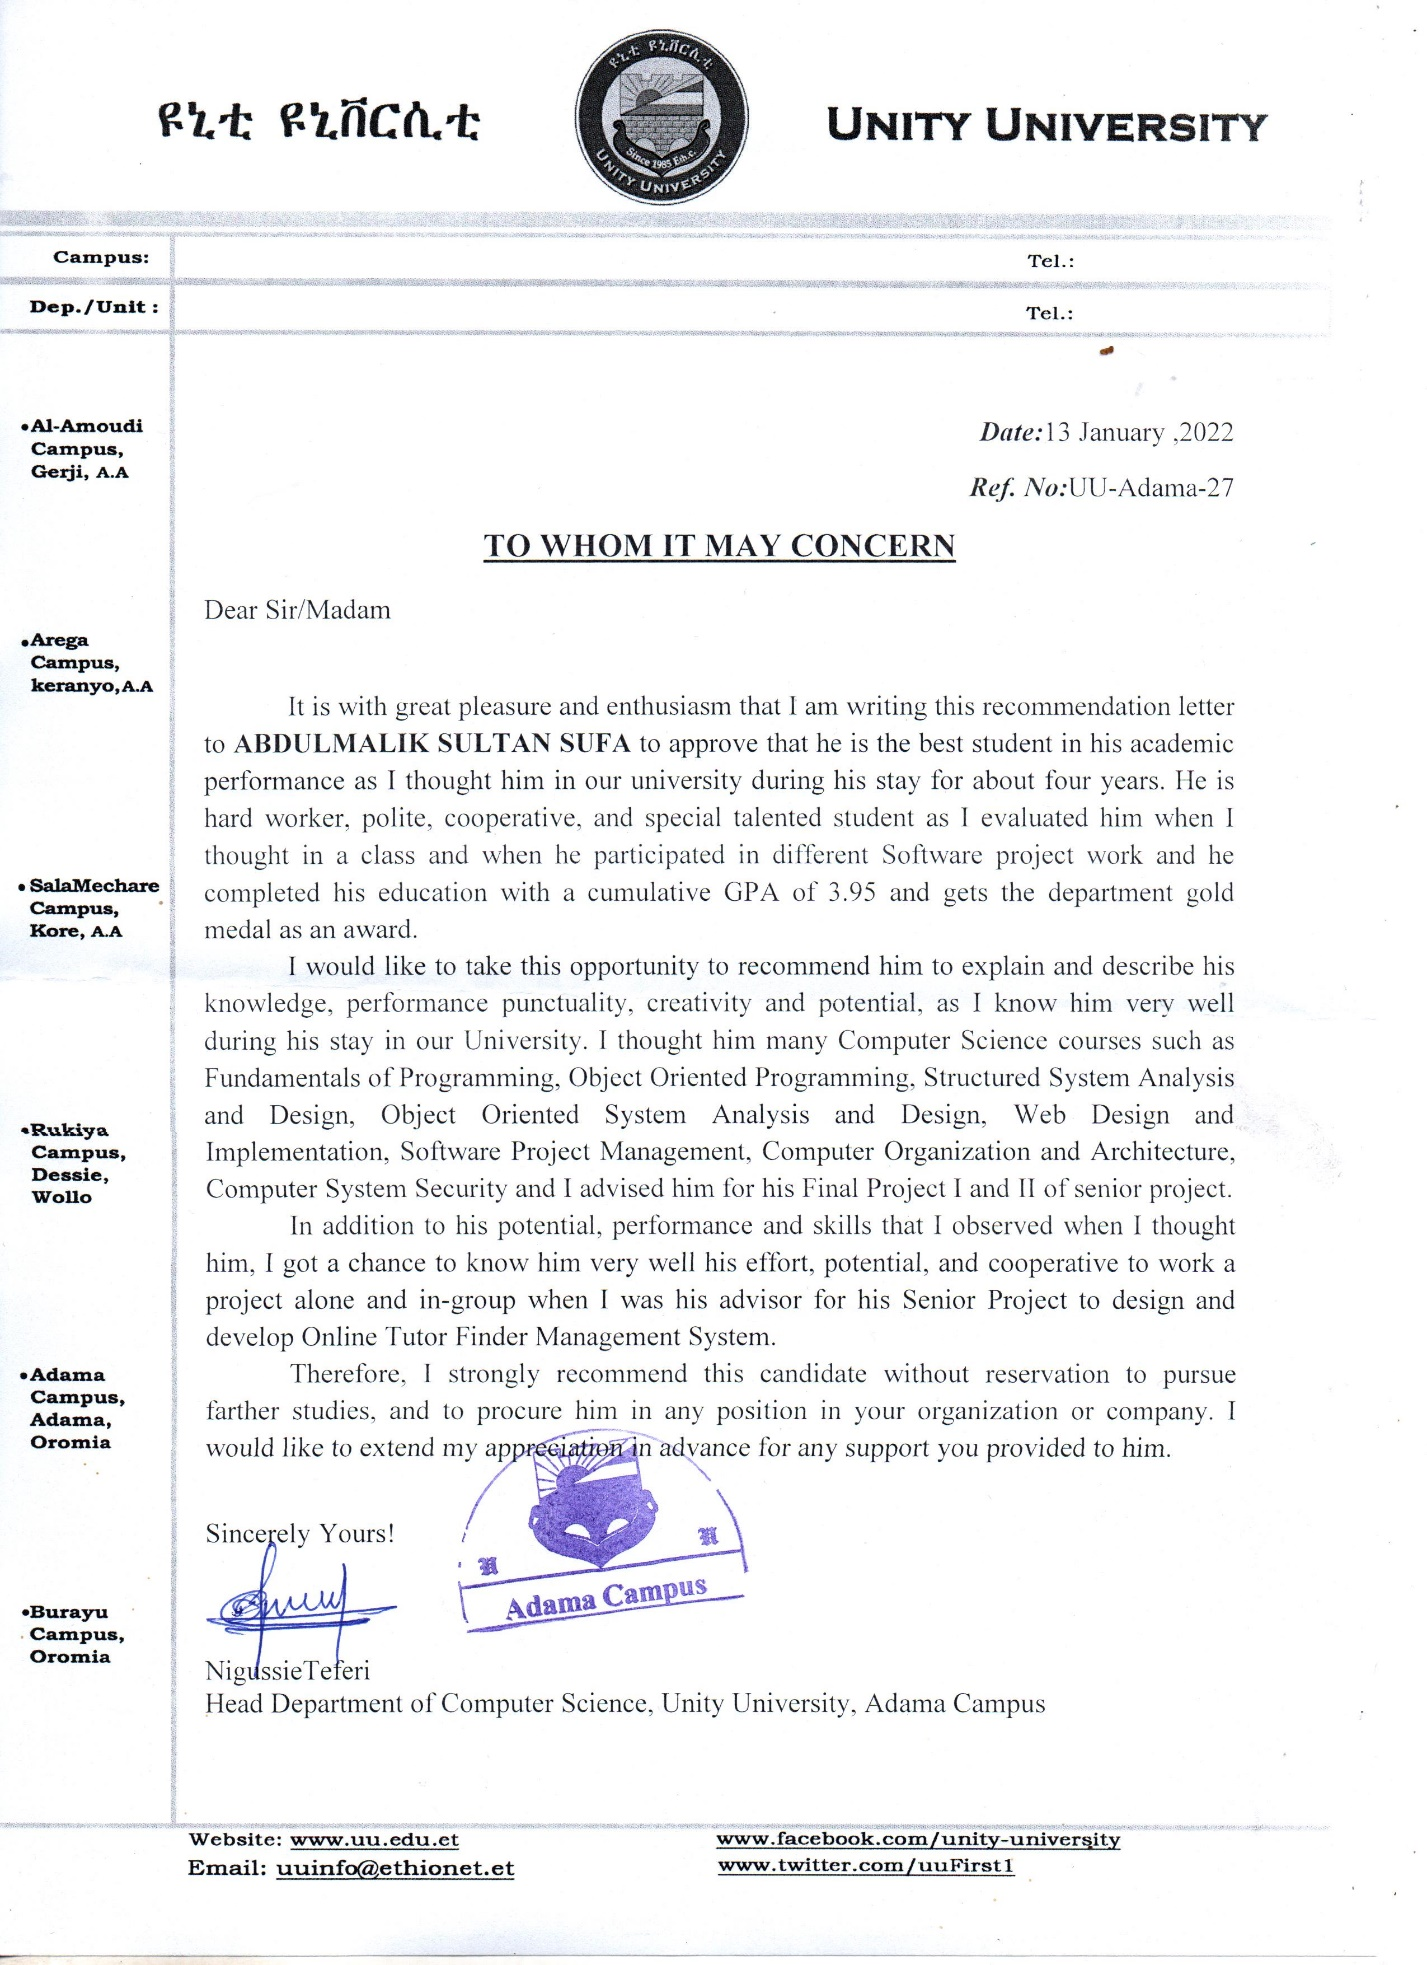 ዩኒቲ ዩኒቨርሲቲ
ዩኒቲ ዩኒቨርሲቲ
Since 1985 Eth.c.
UNITY UNIVERSITY
UNITY UNIVERSITY
Campus:
Tel.:
Dep./Unit :
Tel.:
•Al-Amoudi
Campus,
Gerji, A.A
•Arega
Campus,
keranyo,A.A
•SalaMechare
Campus,
Kore, A.A
•Rukiya
Campus,
Dessie,
Wollo
•Adama
Campus,
Adama,
Oromia
•Burayu
Campus,
Oromia
Date:13 January ,2022
Ref. No:UU-Adama-27
TO WHOM IT MAY CONCERN
Dear Sir/Madam
It is with great pleasure and enthusiasm that I am writing this recommendation letter
to ABDULMALIK SULTAN SUFA to approve that he is the best student in his academic
performance as I thought him in our university during his stay for about four years. He is
hard worker, polite, cooperative, and special talented student as I evaluated him when I
thought in a class and when he participated in different Software project work and he
completed his education with a cumulative GPA of 3.95 and gets the department gold
medal as an award.
I would like to take this opportunity to recommend him to explain and describe his
knowledge, performance punctuality, creativity and potential, as I know him very well
during his stay in our University. I thought him many Computer Science courses such as
Fundamentals of Programming, Object Oriented Programming, Structured System Analysis
and Design, Object Oriented System Analysis and Design, Web Design and
Implementation, Software Project Management, Computer Organization and Architecture,
Computer System Security and I advised him for his Final Project I and II of senior project.
In addition to his potential, performance and skills that I observed when I thought
him, I got a chance to know him very well his effort, potential, and cooperative to work a
project alone and in-group when I was his advisor for his Senior Project to design and
develop Online Tutor Finder Management System.
Therefore, I strongly recommend this candidate without reservation to pursue
farther studies, and to procure him in any position in your organization or company. I
would like to extend my appreciation in advance for any support you provided to him.
Sincerely Yours!
Adama Campus
NigussieTeferi
Head Department of Computer Science, Unity University, Adama Campus
Website: www.uu.edu.et
www.facebook.com/unity-university
Email: uuinfo@ethionet.et
www.twitter.com/uuFirst1